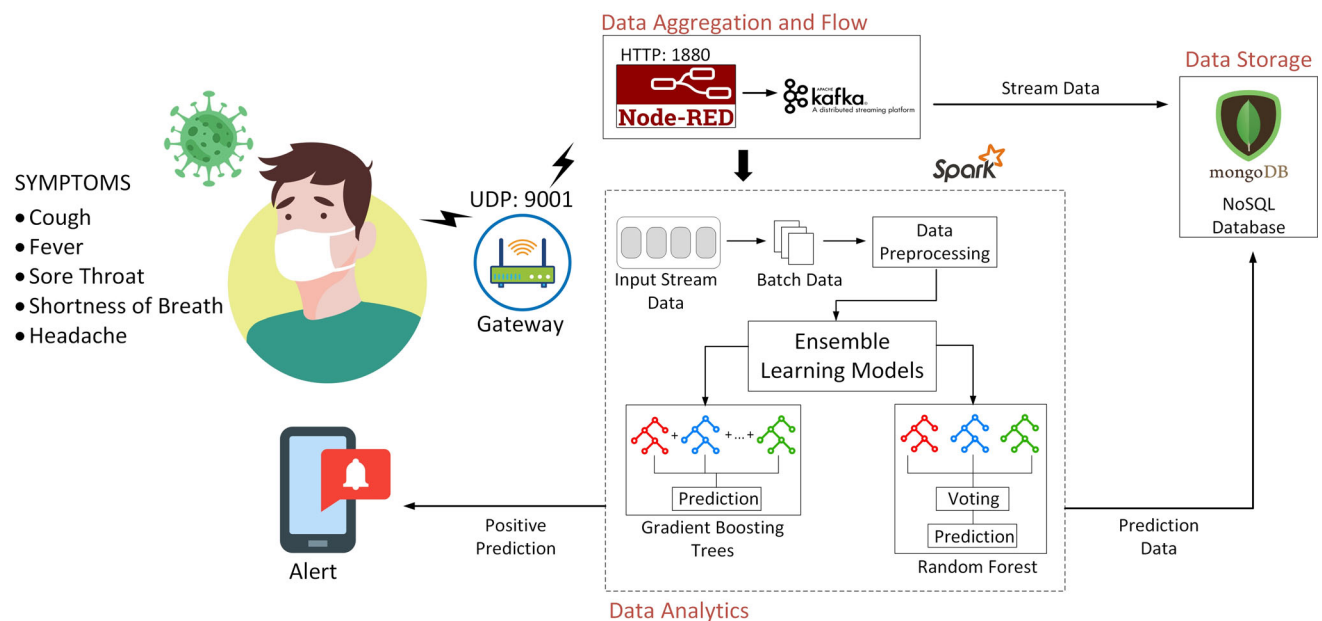 Data Aggregation and Flow
HTTP: 1880
Node-RED
APACHE
kafka®
A distributed streaming platform
Stream Data
Data Storage
mongoDB
NoSQL
Database
SYMPTOMS
• Cough
• Fever
• Sore Throat
• Shortness of Breath
• Headache
UDP: 9001
Gateway
Spark
Input Stream
Data
Batch Data
Data
Preprocessing
Ensemble
Learning Models
+ + ... +
Prediction
Gradient Boosting
Trees
Voting
Prediction
Random Forest
Positive
Prediction
Alert
Prediction
Data
Data Analytics